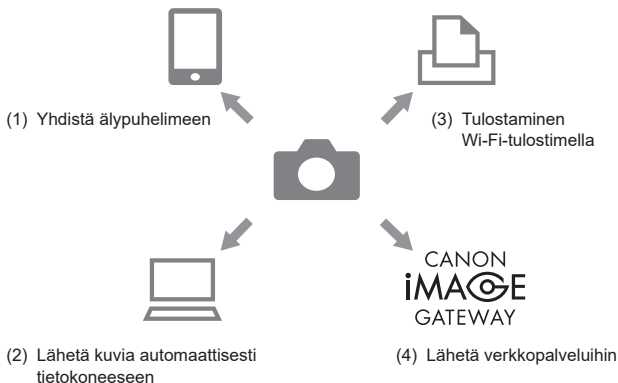 (1) Yhdistä älypuhelimeen
(3) Tulostaminen
Wi-Fi-tulostimella
CANON
iMAGE
GATEWAY
(2) Lähetä kuvia automaattisesti
tietokoneeseen
(4) Lähetä verkkopalveluihin